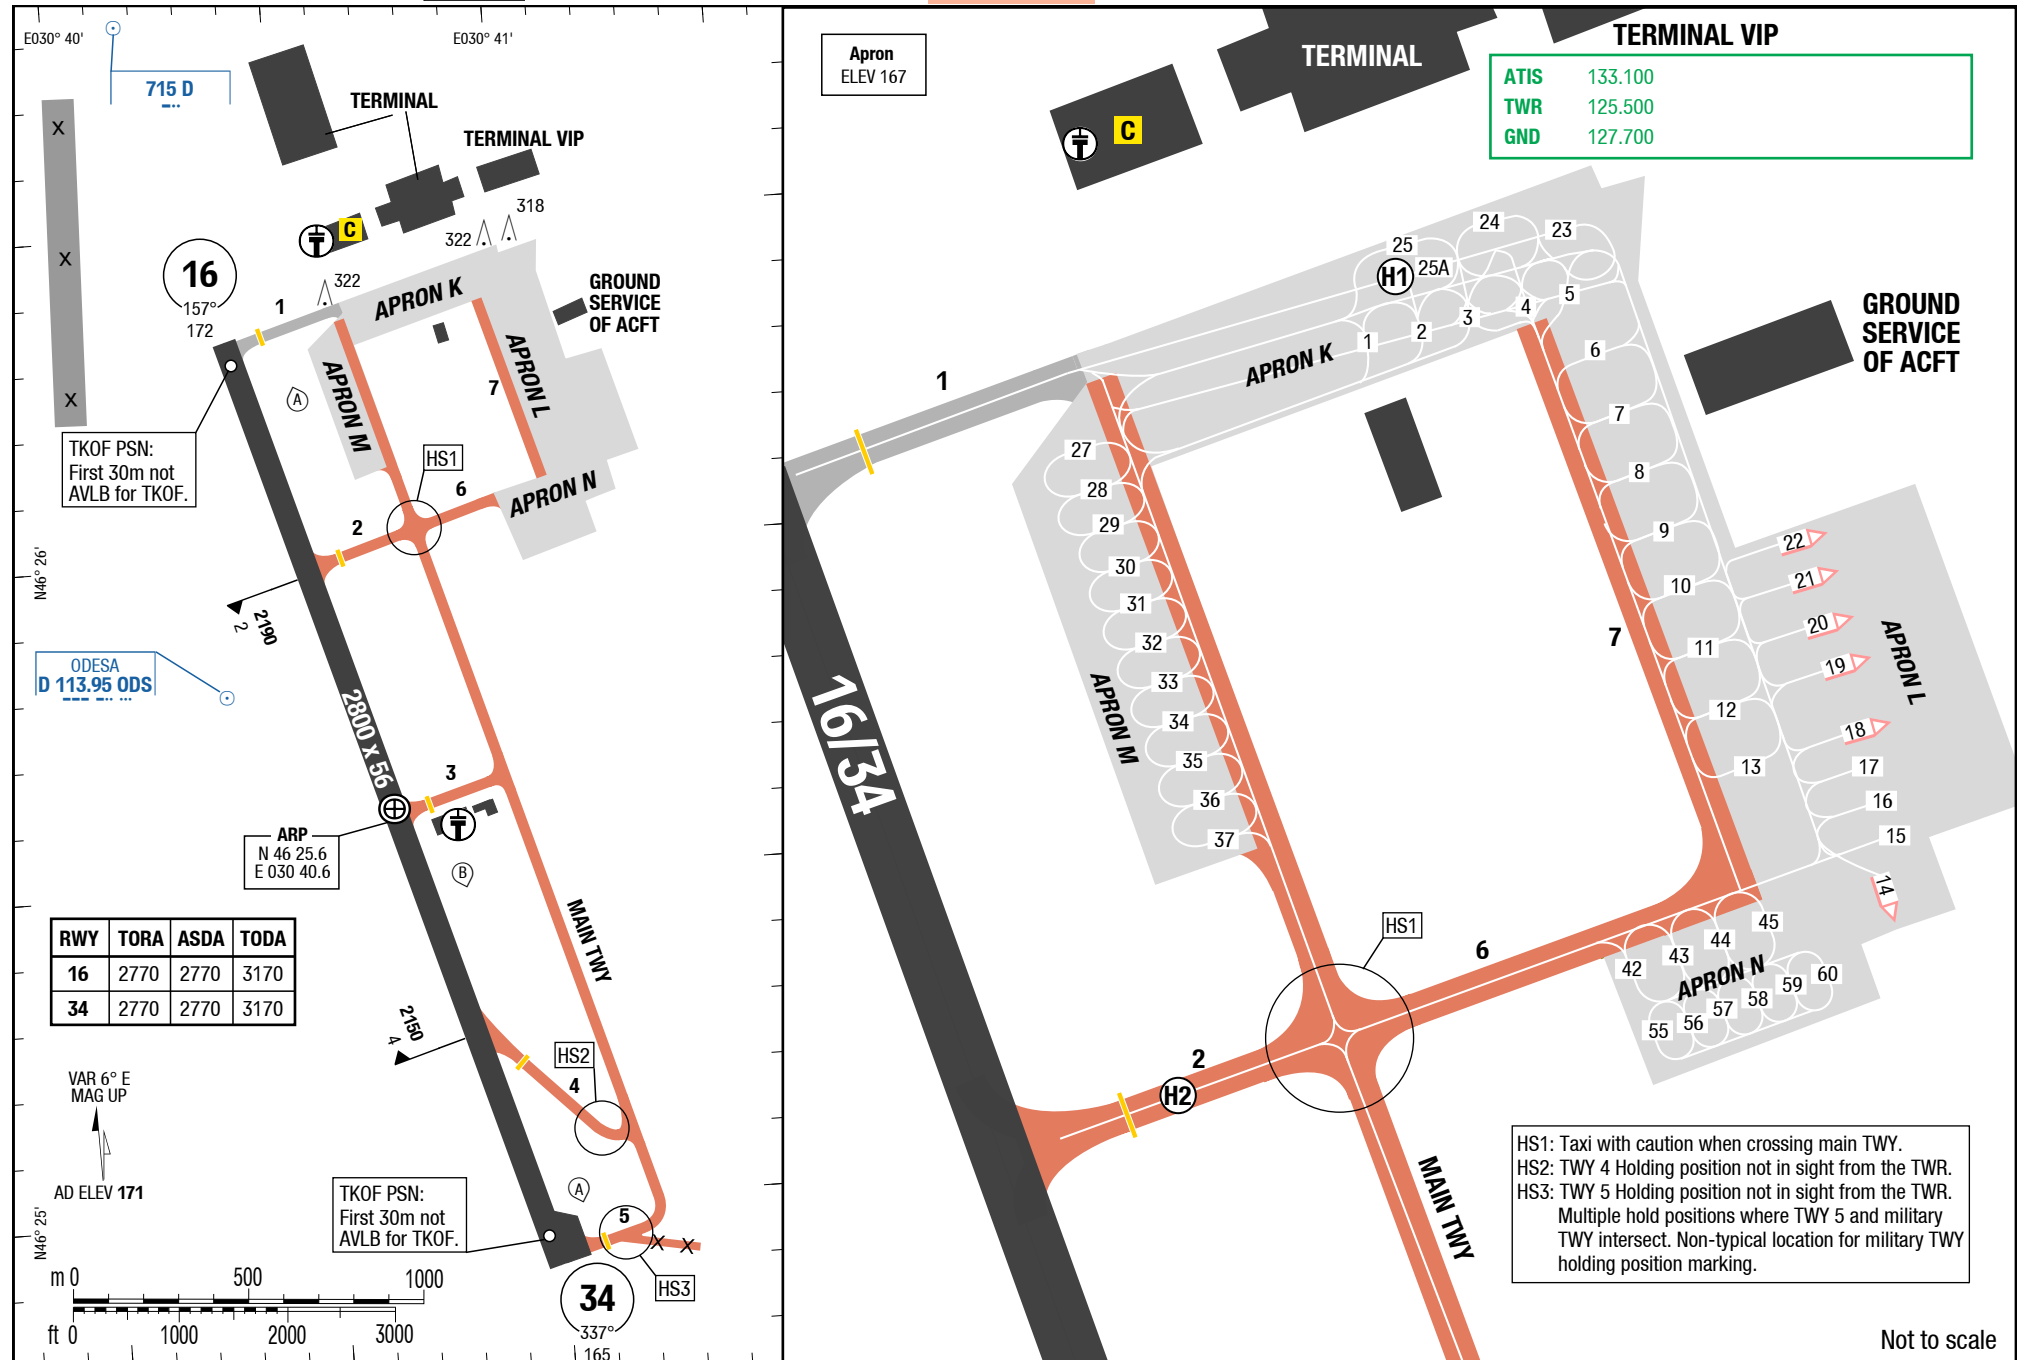 E030° 40'
E030° 41'
715 D
TERMINAL
TERMINAL VIP
C
318
322
322
16
157°
172
1
APRON K
GROUND
SERVICE
OF ACFT
APRON L
APRON M
7
A
X
X
X
TKOF PSN:
First 30m not
AVLB for TKOF.
HS1
6
APRON N
2
N46° 26'
2190
2
ODESA
D 113.95 ODS
2800 x 56
3
ARP
N 46 25.6
E 030 40.6
B
MAIN TWY
RWY TORA ASDA TODA
16 2770 2770 3170
34 2770 2770 3170
2150
4
HS2
4
VAR 6° E
MAG UP
AD ELEV 171
N46° 25'
TKOF PSN:
First 30m not
AVLB for TKOF.
A
5
X X
HS3
34
337°
165
m 0 500 1000
ft 0 1000 2000 3000
Apron
ELEV 167
TERMINAL
TERMINAL VIP
ATIS 133.100
TWR 125.500
GND 127.700
C
24
23
25
H1
25A
5
4
3
2
1
APRON K
GROUND
SERVICE
OF ACFT
1
6
7
8
9
10
11
12
13
27
28
29
30
31
32
33
34
35
36
37
APRON M
16/34
7
22
21
20
19
18
17
16
15
14
APRON L
HS1
6
45
44
43
42
APRON N
60
59
58
57
56
55
2
H2
MAIN TWY
HS1: Taxi with caution when crossing main TWY.
HS2: TWY 4 Holding position not in sight from the TWR.
HS3: TWY 5 Holding position not in sight from the TWR.
Multiple hold positions where TWY 5 and military
TWY intersect. Non-typical location for military TWY
holding position marking.
Not to scale